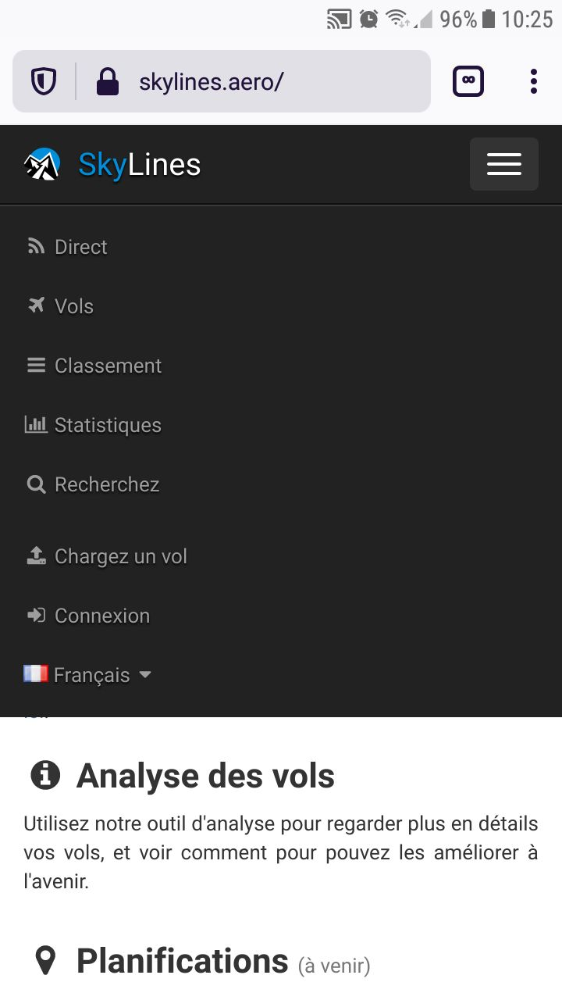 96% 10:25
skylines.aero/
SkyLines
Direct
Vols
Classement
Statistiques
Recherchez
Chargez un vol
Connexion
Français
Analyse des vols
Utilisez notre outil d'analyse pour regarder plus en détails
vos vols, et voir comment pour pouvez les améliorer à
l'avenir.
Planifications (à venir)